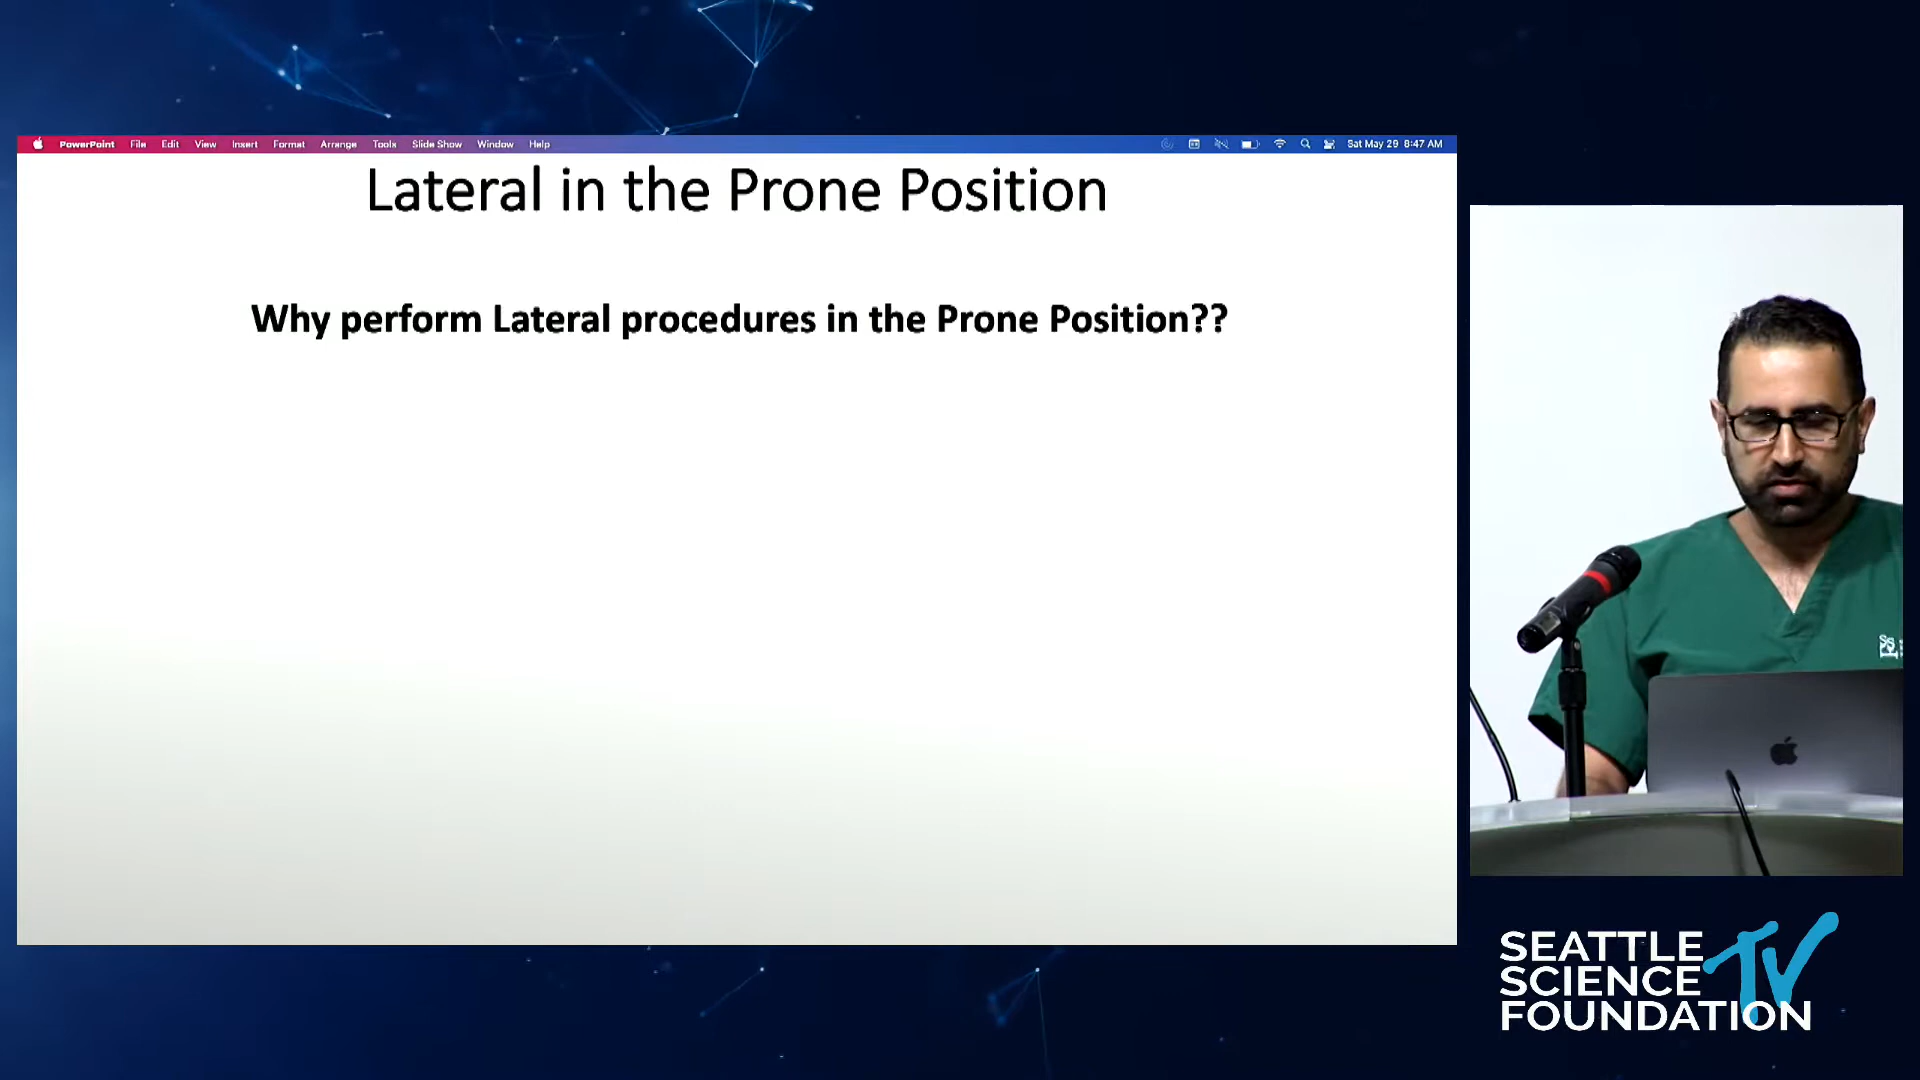 PowerPoint File Edit View Insert Format Arrange Tools Slide Show Window Help Sat May 29 8:47 AM
Lateral in the Prone Position
Why perform Lateral procedures in the Prone Position??
SEATTLE
SCIENCE
FOUNDATION
TV